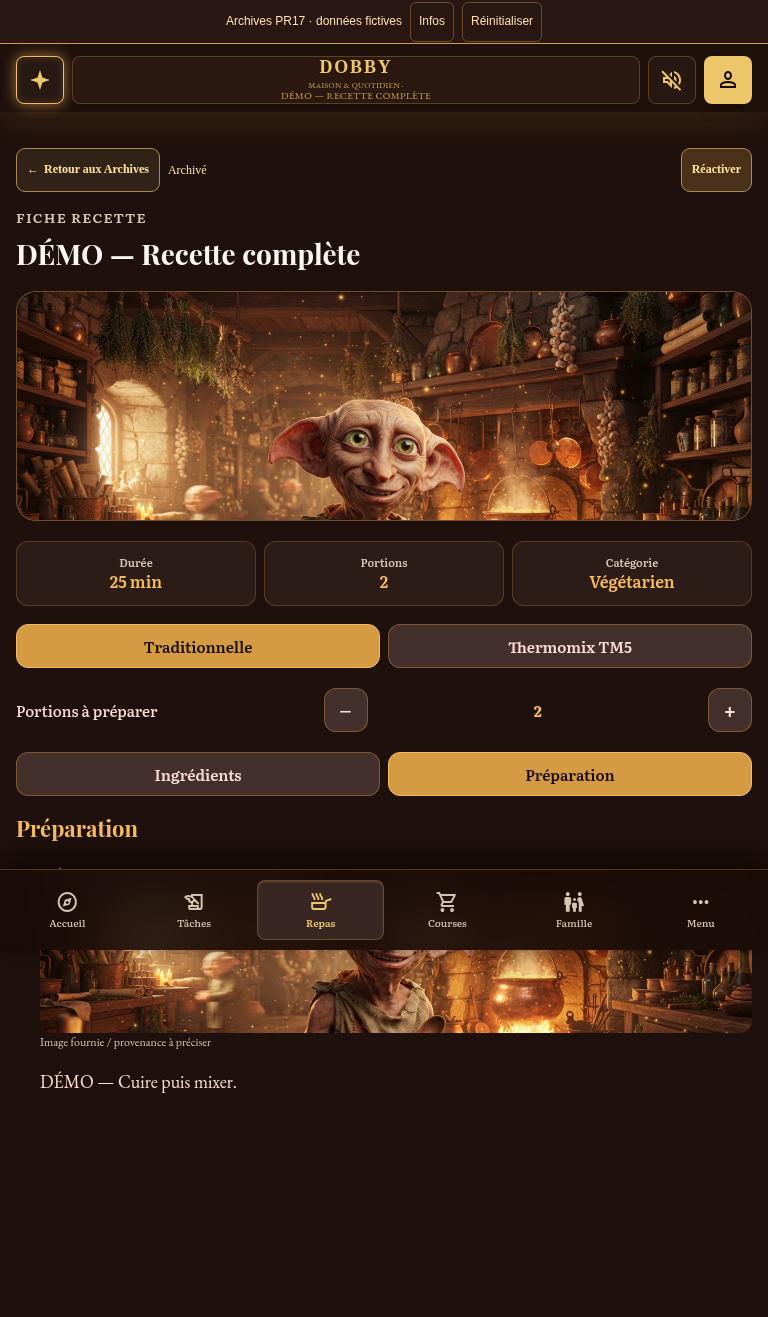 Archives PR17 · données fictives Infos Réinitialiser
DOBBY
MAISON & QUOTIDIEN ·
DÉMO — RECETTE COMPLÈTE
← Retour aux Archives Archivé Réactiver
FICHE RECETTE
DÉMO — Recette complète
Durée Portions Catégorie
25 min 2 Végétarien
Traditionnelle Thermomix TM5
Portions à préparer − 2 +
Ingrédients Préparation
Préparation
Accueil Tâches Repas Courses Famille Menu
Image fournie / provenance à préciser
DÉMO — Cuire puis mixer.